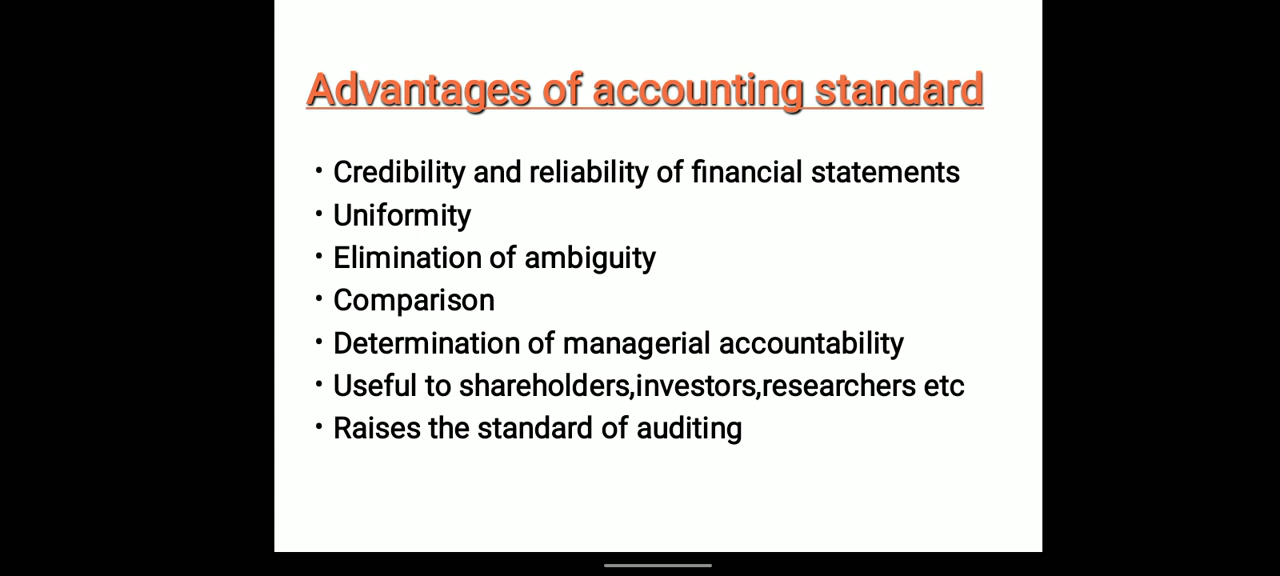 Advantages of accounting standard
• Credibility and reliability of financial statements
• Uniformity
• Elimination of ambiguity
• Comparison
• Determination of managerial accountability
• Useful to shareholders,investors,researchers etc
• Raises the standard of auditing